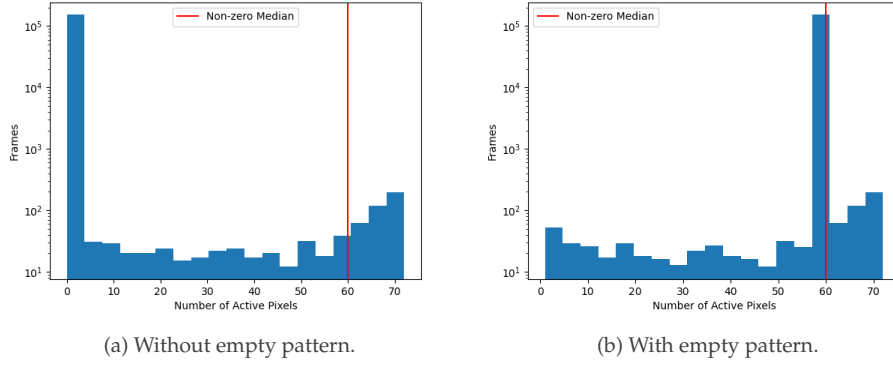 Non-zero Median
10^5
10^4
10^3
10^2
10^1
Frames
0 10 20 30 40 50 60 70
Number of Active Pixels
(a) Without empty pattern.
Non-zero Median
10^5
10^4
10^3
10^2
10^1
Frames
0 10 20 30 40 50 60 70
Number of Active Pixels
(b) With empty pattern.